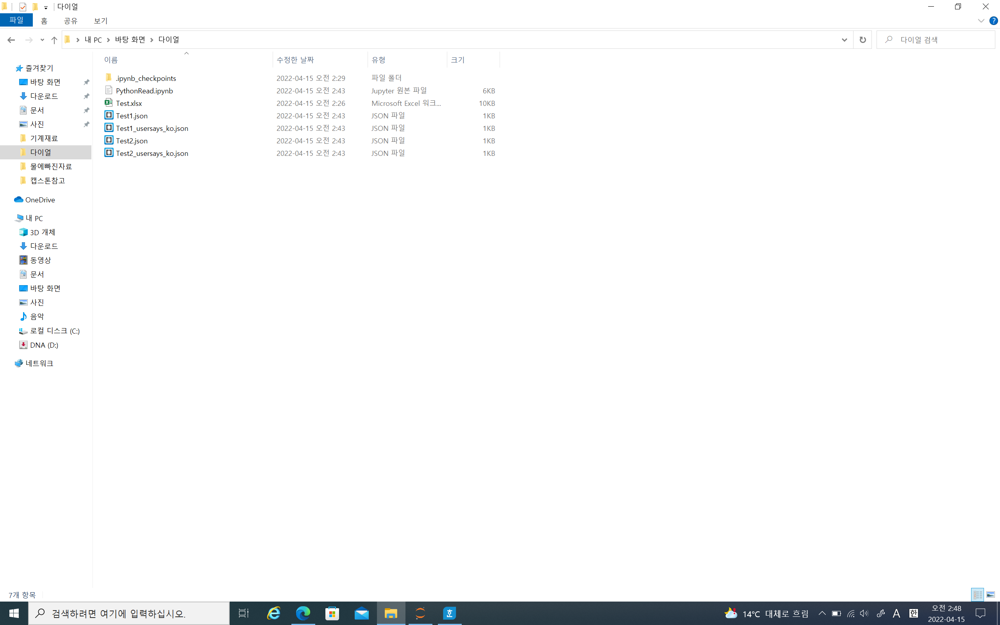 다이얼
파일 홈 공유 보기
내 PC 바탕 화면 다이얼
다이얼 검색
이름 수정한 날짜 유형 크기
.ipynb_checkpoints 2022-04-15 오전 2:29 파일 폴더
PythonRead.ipynb 2022-04-15 오전 2:43 Jupyter 원본 파일 6KB
Test.xlsx 2022-04-15 오전 2:26 Microsoft Excel 워크... 10KB
Test1.json 2022-04-15 오전 2:43 JSON 파일 1KB
Test1_usersays_ko.json 2022-04-15 오전 2:43 JSON 파일 1KB
Test2.json 2022-04-15 오전 2:43 JSON 파일 1KB
Test2_usersays_ko.json 2022-04-15 오전 2:43 JSON 파일 1KB
즐겨찾기
바탕 화면
다운로드
문서
사진
기계재료
다이얼
물에빠진자료
캡스톤참고
OneDrive
내 PC
3D 개체
다운로드
동영상
문서
바탕 화면
사진
음악
로컬 디스크 (C:)
DNA (D:)
네트워크
7개 항목
검색하려면 여기에 입력하십시오.
호
14°C 대체로 흐림
A 한
오전 2:48
2022-04-15